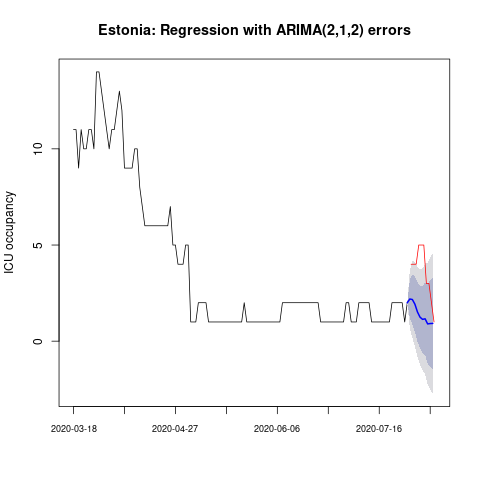 Estonia: Regression with ARIMA(2,1,2) errors
ICU occupancy
10
5
0
2020-03-18 2020-04-27 2020-06-06 2020-07-16